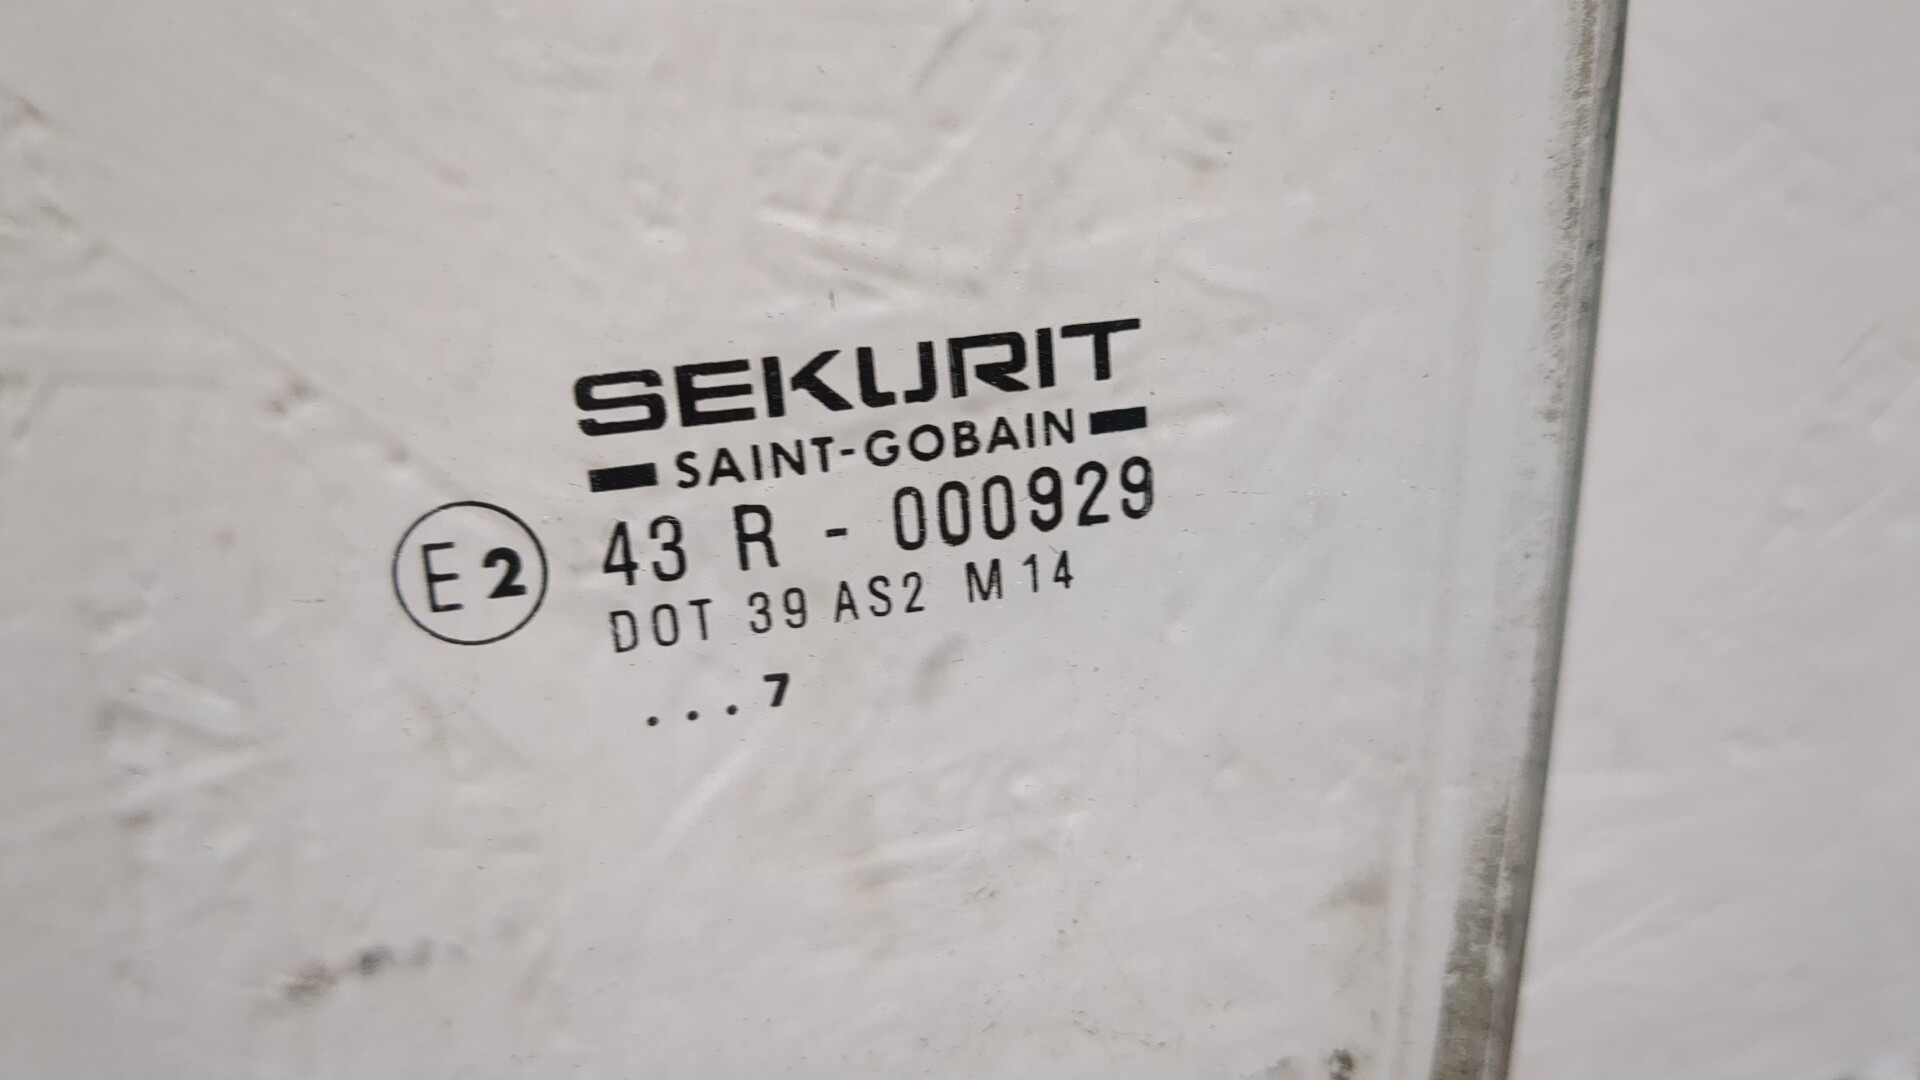 SEKURIT
SAINT-GOBAIN
E2 43 R - 000929
DOT 39 AS2 M14
...7